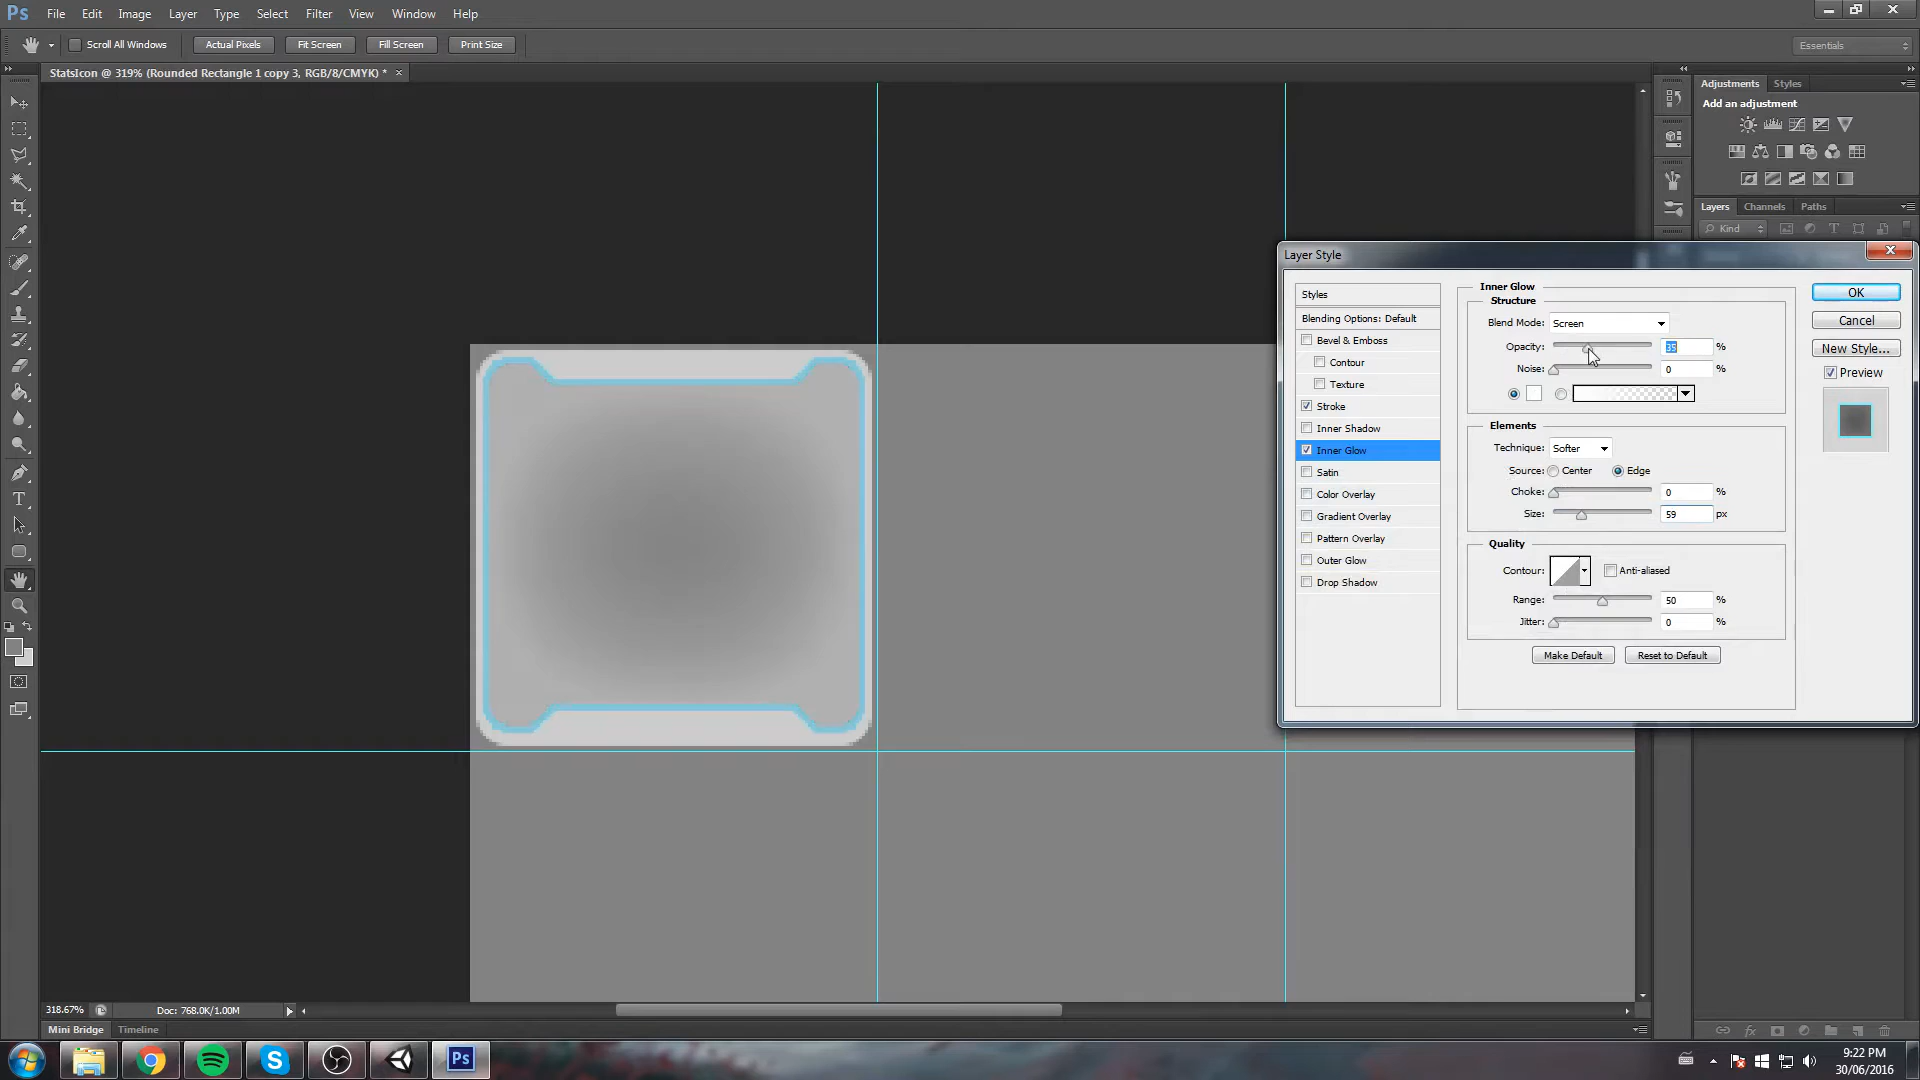 Ps File Edit Image Layer Type Select Filter View Window Help
Scroll All Windows Actual Pixels Fit Screen Fill Screen Print Size Essentials
StatsIcon @ 319% (Rounded Rectangle 1 copy 3, RGB/8/CMYK) * ×
Adjustments Styles
Add an adjustment
Layers Channels Paths
Kind
Layer Style
Styles
Blending Options: Default
Bevel & Emboss
Contour
Texture
Stroke
Inner Shadow
Inner Glow
Satin
Color Overlay
Gradient Overlay
Pattern Overlay
Outer Glow
Drop Shadow
Inner Glow
Structure
Blend Mode: Screen
Opacity: 35 %
Noise: 0 %
Elements
Technique: Softer
Source: Center Edge
Choke: 0 %
Size: 59 px
Quality
Contour: Anti-aliased
Range: 50 %
Jitter: 0 %
Make Default Reset to Default
OK
Cancel
New Style...
Preview
318.67% Doc: 768.0K/1.00M
Mini Bridge Timeline
fx
Ps
9:22 PM
30/06/2016